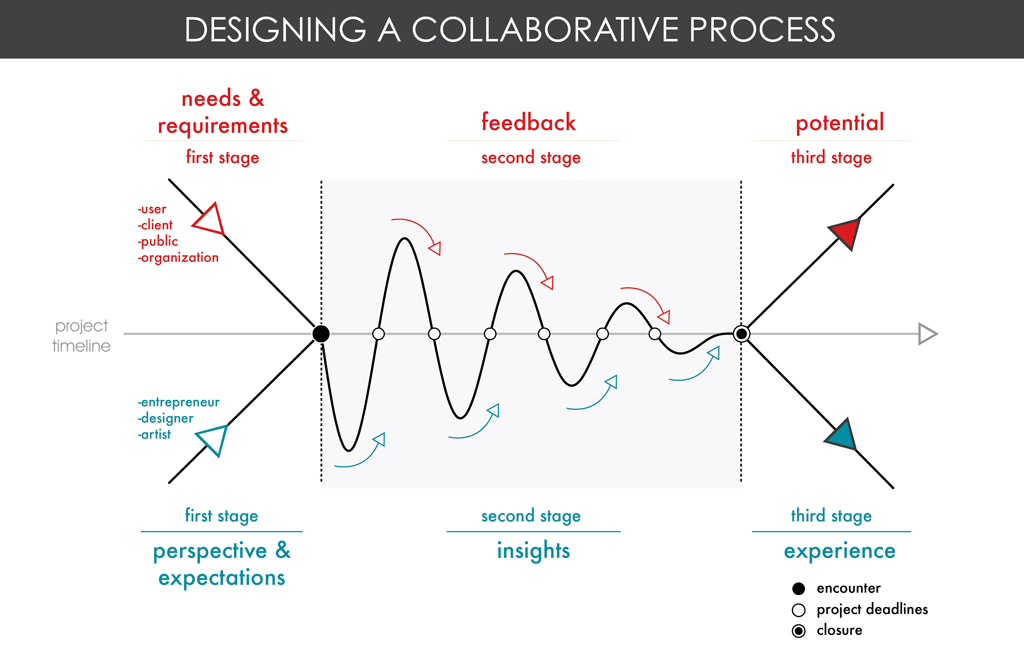 DESIGNING A COLLABORATIVE PROCESS
needs &
requirements
first stage
feedback
second stage
potential
third stage
-user
-client
-public
-organization
project
timeline
-entrepreneur
-designer
-artist
first stage
perspective &
expectations
second stage
insights
third stage
experience
encounter
project deadlines
closure